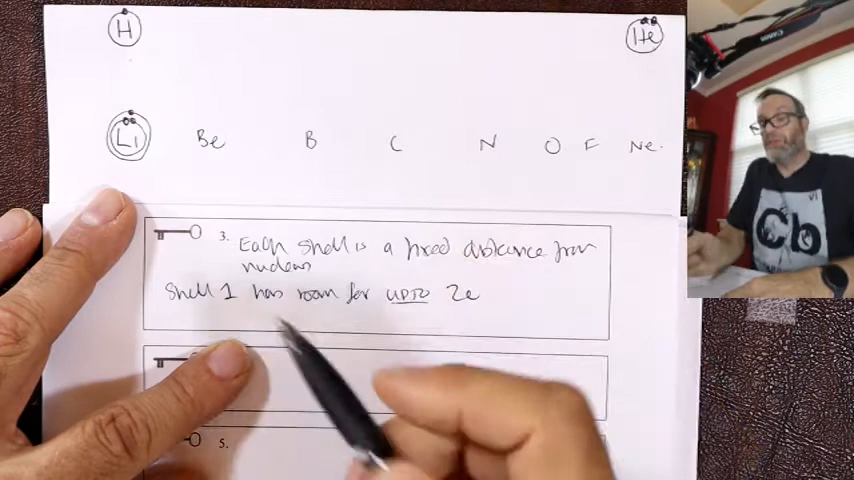 H He
Li Be B C N O F Ne.
3. Each shell is a fixed distance from
nucleus
Shell 1 has room for upto 2e
5.